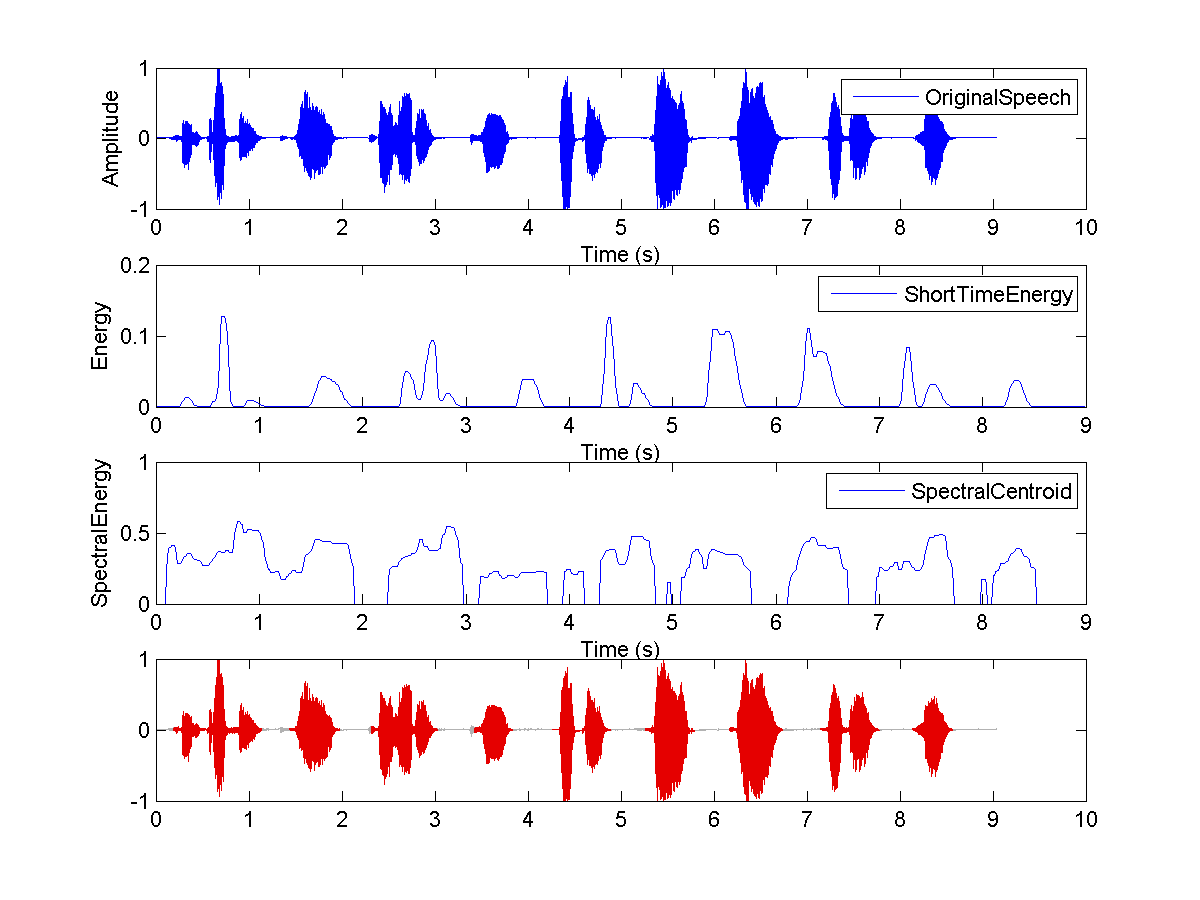 1
0
-1
Amplitude
OriginalSpeech
0 1 2 3 4 5 6 7 8 9 10
Time (s)
0.2
0.1
0
Energy
ShortTimeEnergy
0 1 2 3 4 5 6 7 8 9
Time (s)
1
0.5
0
SpectralEnergy
SpectralCentroid
0 1 2 3 4 5 6 7 8 9
Time (s)
1
0
-1
0 1 2 3 4 5 6 7 8 9 10